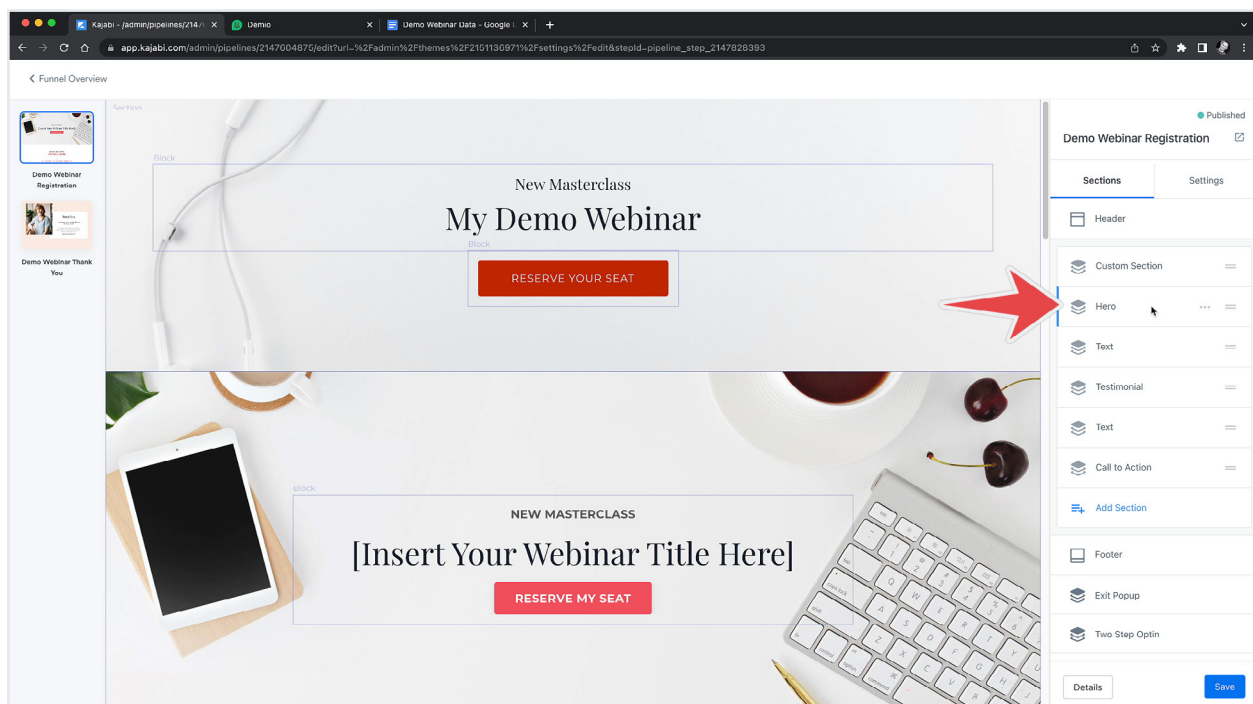 Kajabi - /admin/pipelines/2147
Demio
Demo Webinar Data - Google
app.kajabi.com/admin/pipelines/2147004875/edit?url=%2Fadmin%2Fthemes%2F2151130971%2Fsettings%2Fedit&stepId=pipeline_step_2147828393
Funnel Overview
Demo Webinar
Registration
Demo Webinar Thank
You
Section
Block
New Masterclass
My Demo Webinar
Block
RESERVE YOUR SEAT
Block
NEW MASTERCLASS
[Insert Your Webinar Title Here]
RESERVE MY SEAT
Published
Demo Webinar Registration
Sections
Settings
Header
Custom Section
Hero
Text
Testimonial
Text
Call to Action
Add Section
Footer
Exit Popup
Two Step Optin
Details
Save